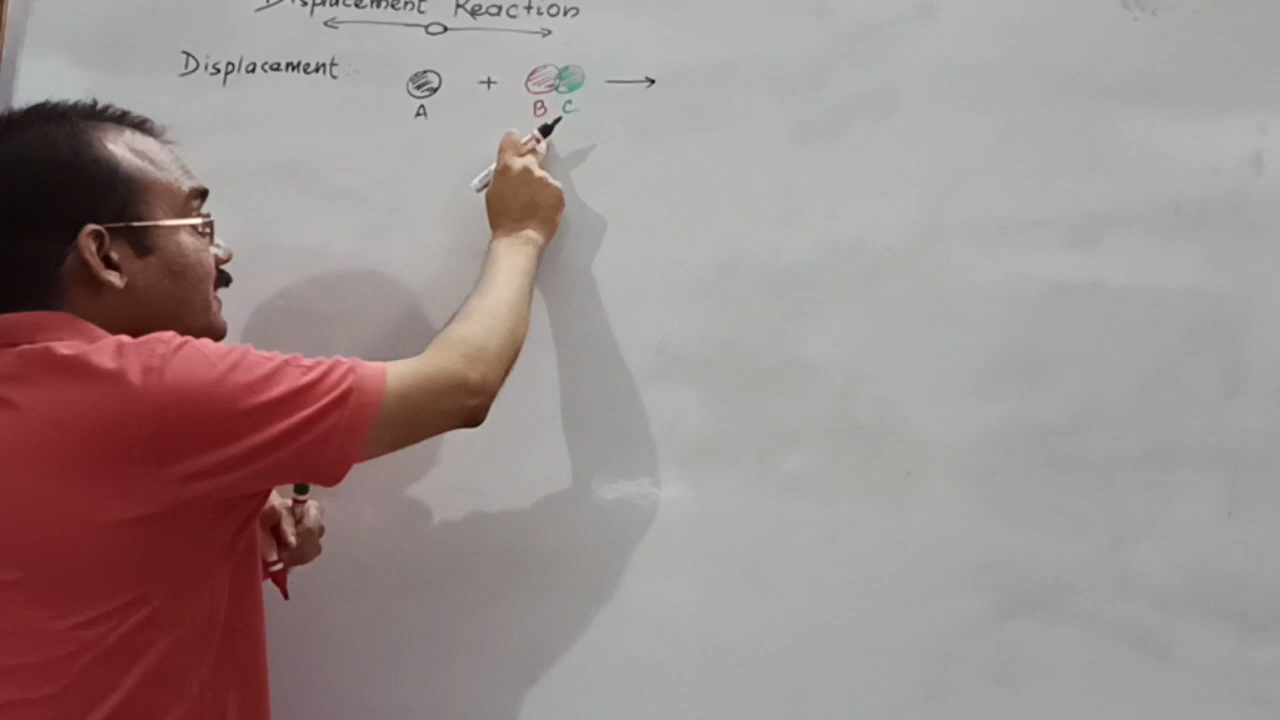 Displacement Reaction
Displacement:- A + B C →